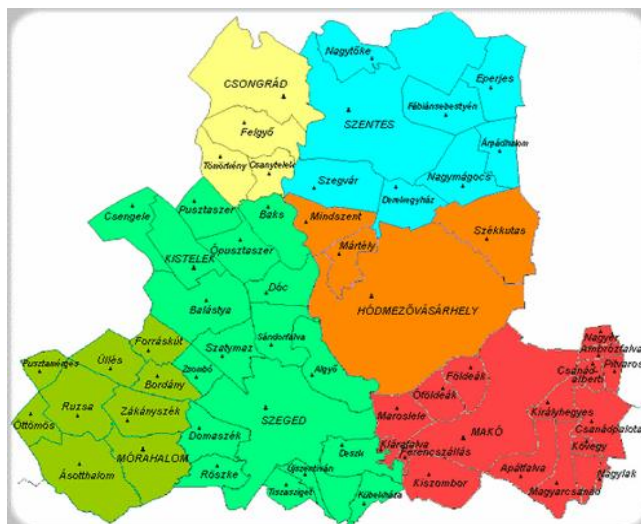 Nagytőke
Eperjes
CSONGRÁD
Fábiánsebestyén
SZENTES
Felgyő
Árpádhalom
Tömörkény
Csanytelek
Nagymágocs
Szegvár
Derekegyház
Pusztaszer
Baks
Csengele
Mindszent
Székkutas
Ópusztaszer
Mártély
KISTELEK
Dóc
HÓDMEZŐVÁSÁRHELY
Balástya
Nagyér
Forráskút
Sándorfalva
Ambrózfalva
Szatymaz
Pusztamérges
Üllés
Földeák
Csanád-
alberti
Pitvaros
Zsombó
Algyő
Bordány
Óföldeák
Ruzsa
Zákányszék
Maroslele
Királyhegyes
Öttömös
SZEGED
Csanádpalota
Domaszék
MAKÓ
Klárafalva
Kövegy
Deszk
Ferencszállás
MÓRAHALOM
Ásotthalom
Röszke
Újszentiván
Kiszombor
Apátfalva
Nagylak
Tiszasziget
Magyarcsanád
Kübekháza